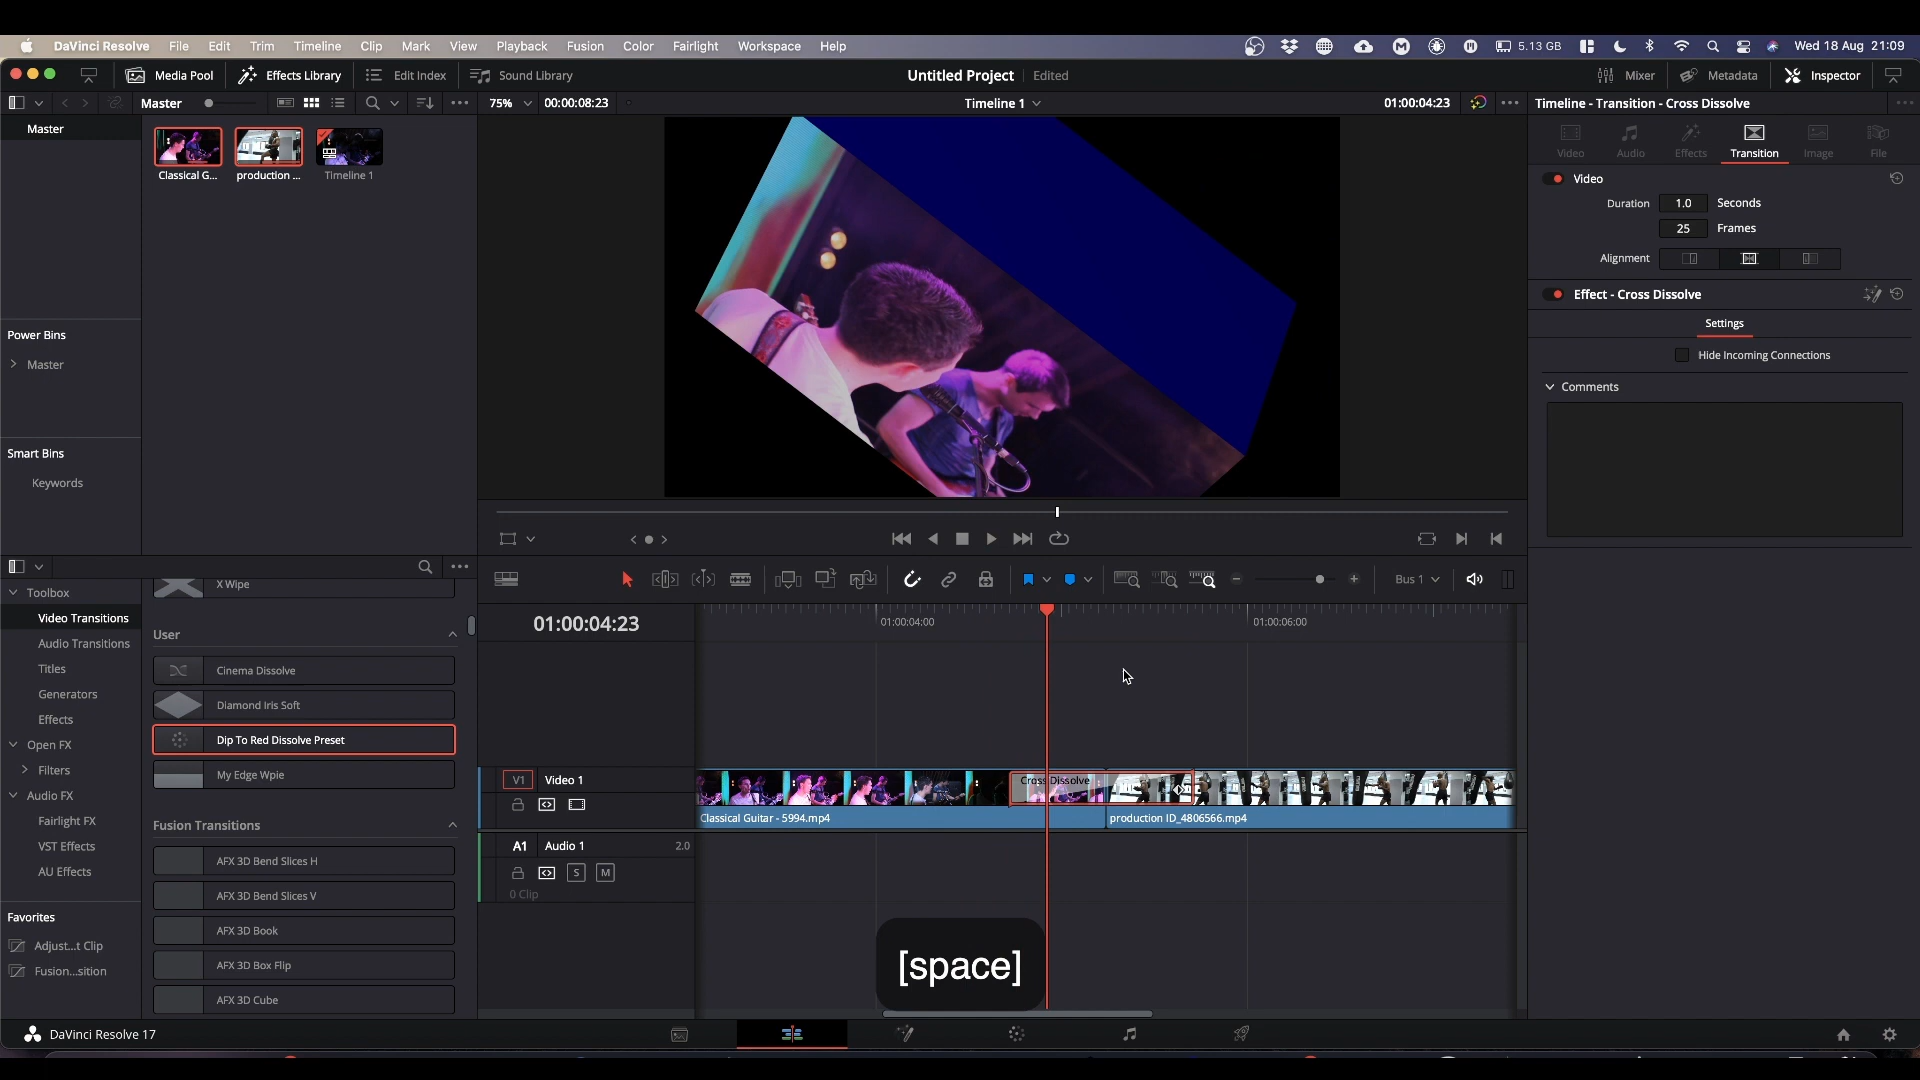 DaVinci Resolve File Edit Trim Timeline Clip Mark View Playback Fusion Color Fairlight Workspace Help 5.13 GB Wed 18 Aug 21:09
Media Pool Effects Library Edit Index Sound Library Untitled Project Edited Mixer Metadata Inspector
Master 75% 00:00:08:23 Timeline 1 01:00:04:23 Timeline - Transition - Cross Dissolve
Master
Classical G... production ... Timeline 1
Video Audio Effects Transition Image File
Video
Duration 1.0 Seconds
25 Frames
Alignment
Effect - Cross Dissolve
Settings
Hide Incoming Connections
Comments
Power Bins
Master
Smart Bins
Keywords
Toolbox
Video Transitions
Audio Transitions
Titles
Generators
Effects
Open FX
Filters
Audio FX
Fairlight FX
VST Effects
AU Effects
Favorites
Adjust...t Clip
Fusion...sition
X Wipe
User
Cinema Dissolve
Diamond Iris Soft
Dip To Red Dissolve Preset
My Edge Wpie
Fusion Transitions
AFX 3D Bend Slices H
AFX 3D Bend Slices V
AFX 3D Book
AFX 3D Box Flip
AFX 3D Cube
Bus 1
01:00:04:23 01:00:04:00 01:00:06:00
V1 Video 1
Cross Dissolve
Classical Guitar - 5994.mp4 production ID_4806566.mp4
A1 Audio 1 2.0
S M
0 Clip
[space]
DaVinci Resolve 17